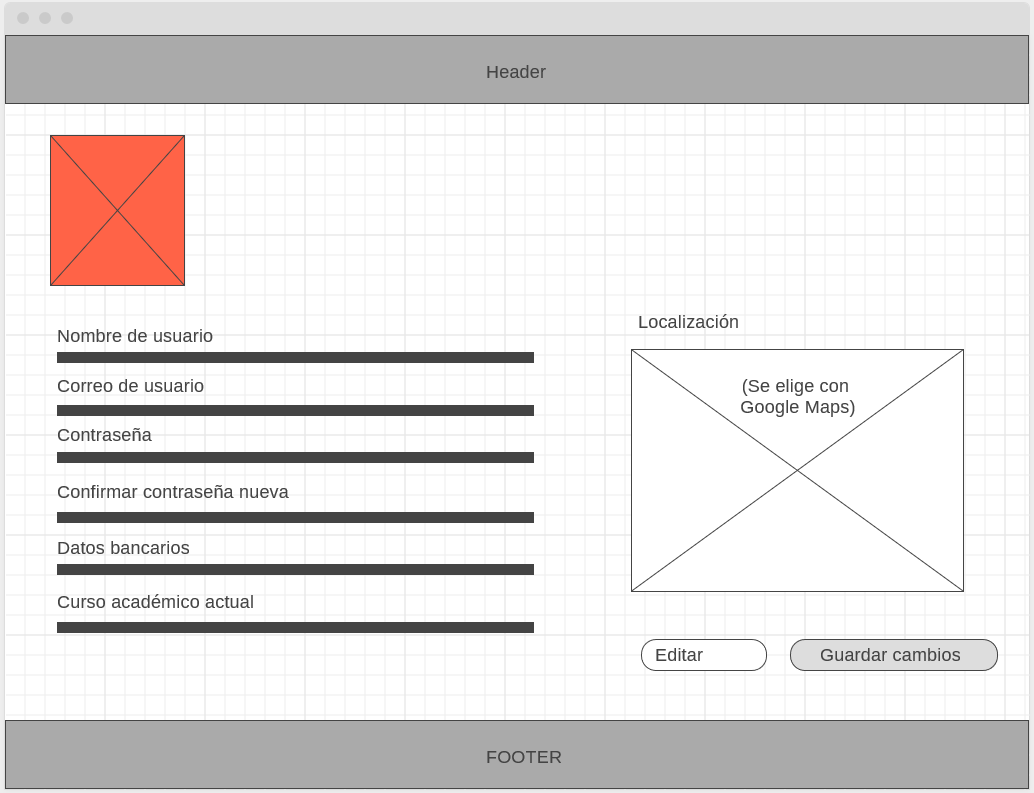 Header
Nombre de usuario
Correo de usuario
Contraseña
Confirmar contraseña nueva
Datos bancarios
Curso académico actual
Localización
(Se elige con
Google Maps)
Editar
Guardar cambios
FOOTER